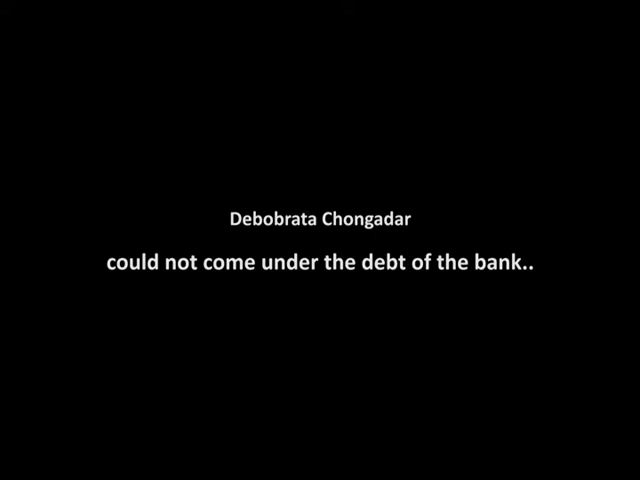 Debobrata Chongadar
could not come under the debt of the bank..